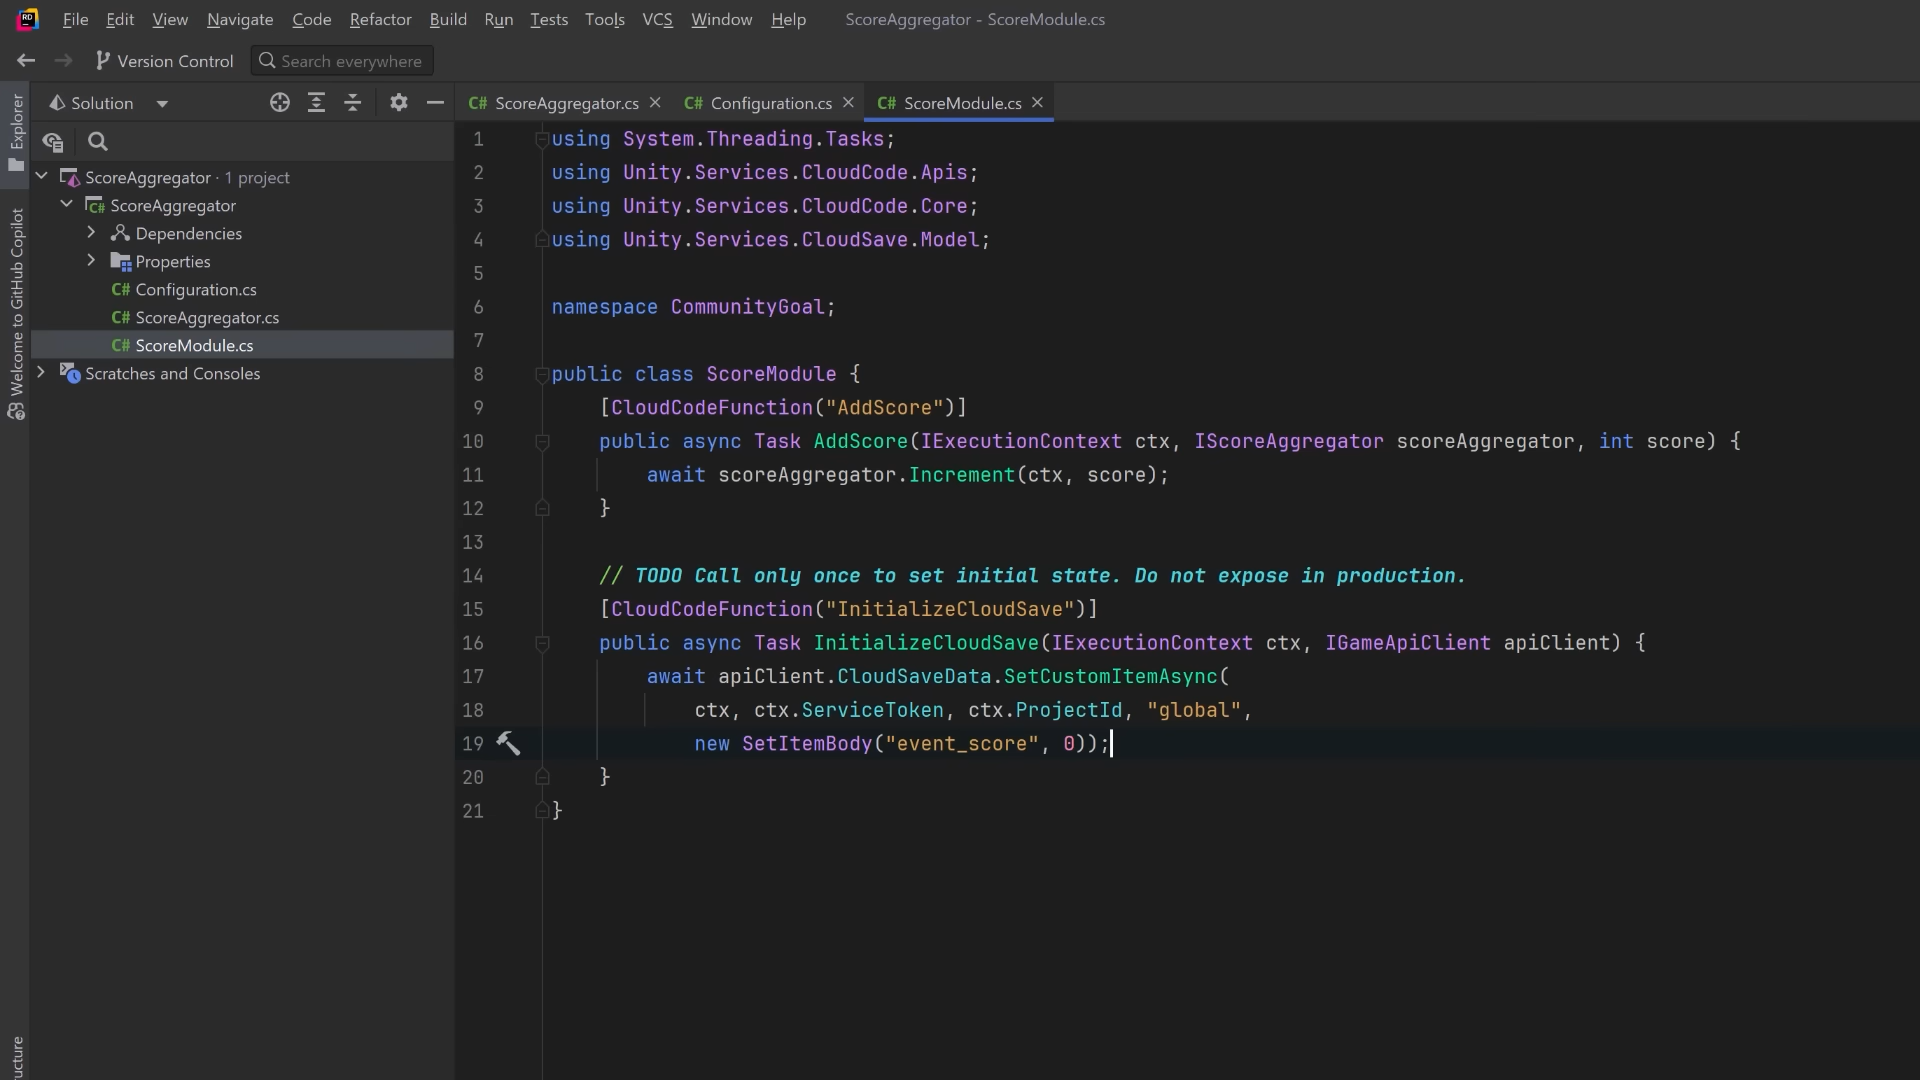 RD File Edit View Navigate Code Refactor Build Run Tests Tools VCS Window Help ScoreAggregator - ScoreModule.cs
Version Control Search everywhere
Explorer
Solution
C# ScoreAggregator.cs C# Configuration.cs C# ScoreModule.cs
ScoreAggregator · 1 project
C# ScoreAggregator
Dependencies
Properties
C# Configuration.cs
C# ScoreAggregator.cs
C# ScoreModule.cs
Scratches and Consoles
Welcome to GitHub Copilot
ucture
1 using System.Threading.Tasks;
2 using Unity.Services.CloudCode.Apis;
3 using Unity.Services.CloudCode.Core;
4 using Unity.Services.CloudSave.Model;
5
6 namespace CommunityGoal;
7
8 public class ScoreModule {
9 [CloudCodeFunction("AddScore")]
10 public async Task AddScore(IExecutionContext ctx, IScoreAggregator scoreAggregator, int score) {
11 await scoreAggregator.Increment(ctx, score);
12 }
13
14 // TODO Call only once to set initial state. Do not expose in production.
15 [CloudCodeFunction("InitializeCloudSave")]
16 public async Task InitializeCloudSave(IExecutionContext ctx, IGameApiClient apiClient) {
17 await apiClient.CloudSaveData.SetCustomItemAsync(
18 ctx, ctx.ServiceToken, ctx.ProjectId, "global",
19 new SetItemBody("event_score", 0));
20 }
21 }